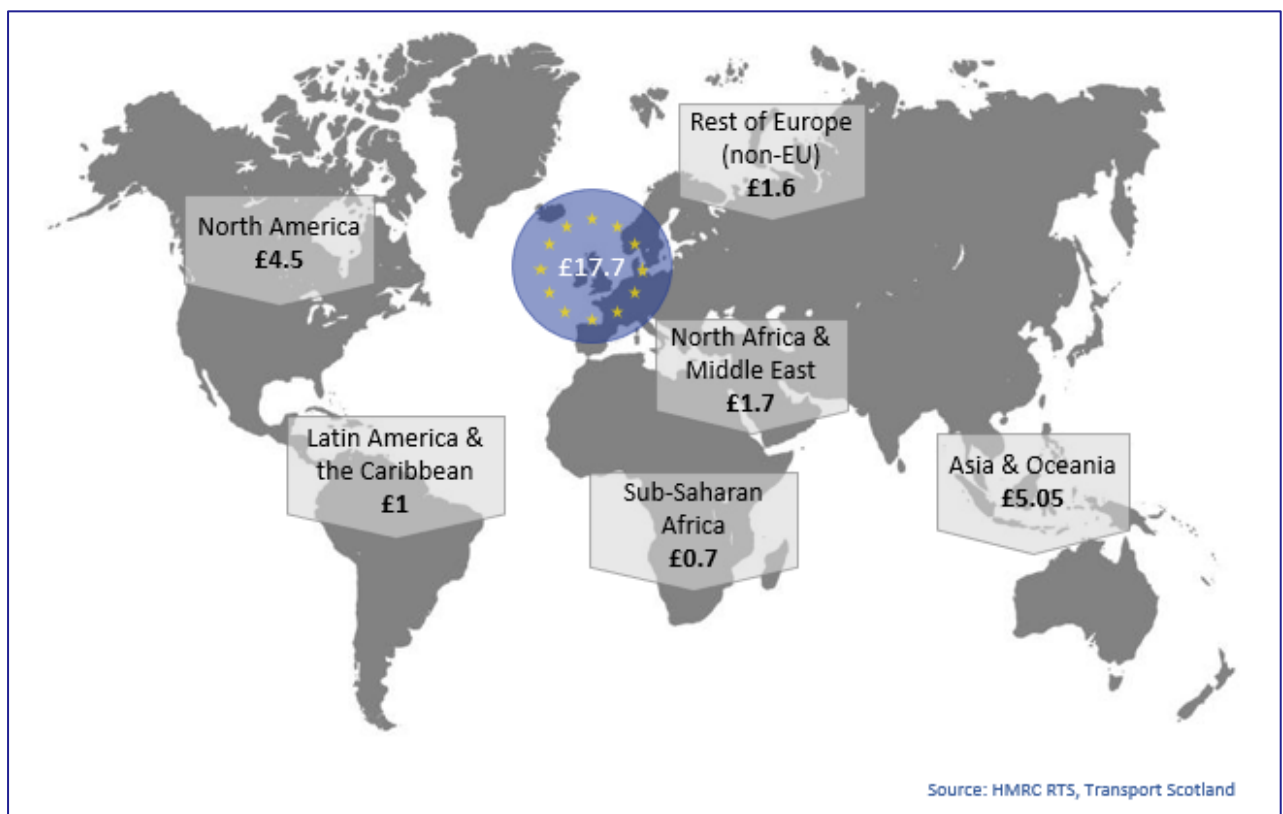 Rest of Europe
(non-EU)
£1.6
North America
£4.5
£17.7
North Africa &
Middle East
£1.7
Latin America &
the Caribbean
£1
Asia & Oceania
£5.05
Sub-Saharan
Africa
£0.7
Source: HMRC RTS, Transport Scotland